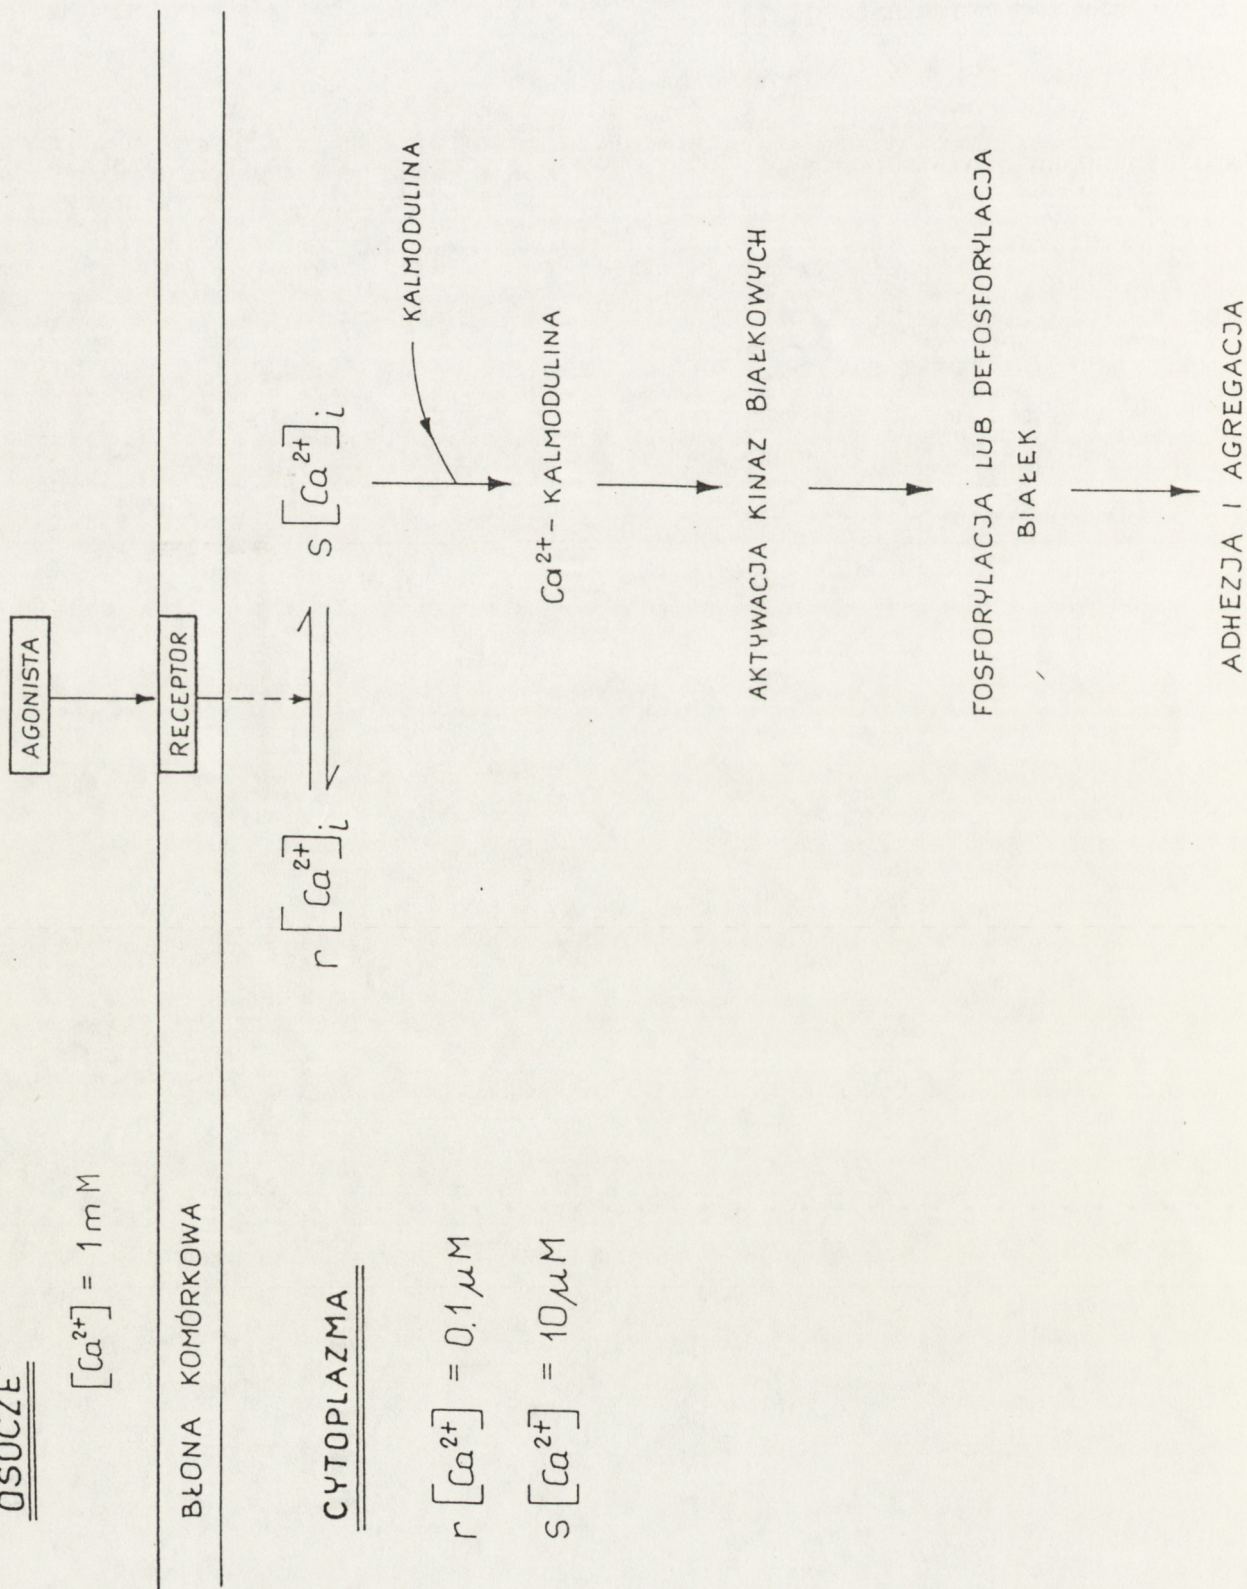 OSOCZE
[Ca²⁺] = 1 mM
AGONISTA
BŁONA KOMÓRKOWA
RECEPTOR
CYTOPLAZMA
r [Ca²⁺]i
s [Ca²⁺]i
r [Ca²⁺] = 0.1 μM
s [Ca²⁺] = 10 μM
KALMODULINA
Ca²⁺ - KALMODULINA
AKTYWACJA KINAZ BIAŁKOWYCH
FOSFORYLACJA LUB DEFOSFORYLACJA
BIAŁEK
ADHEZJA I AGREGACJA